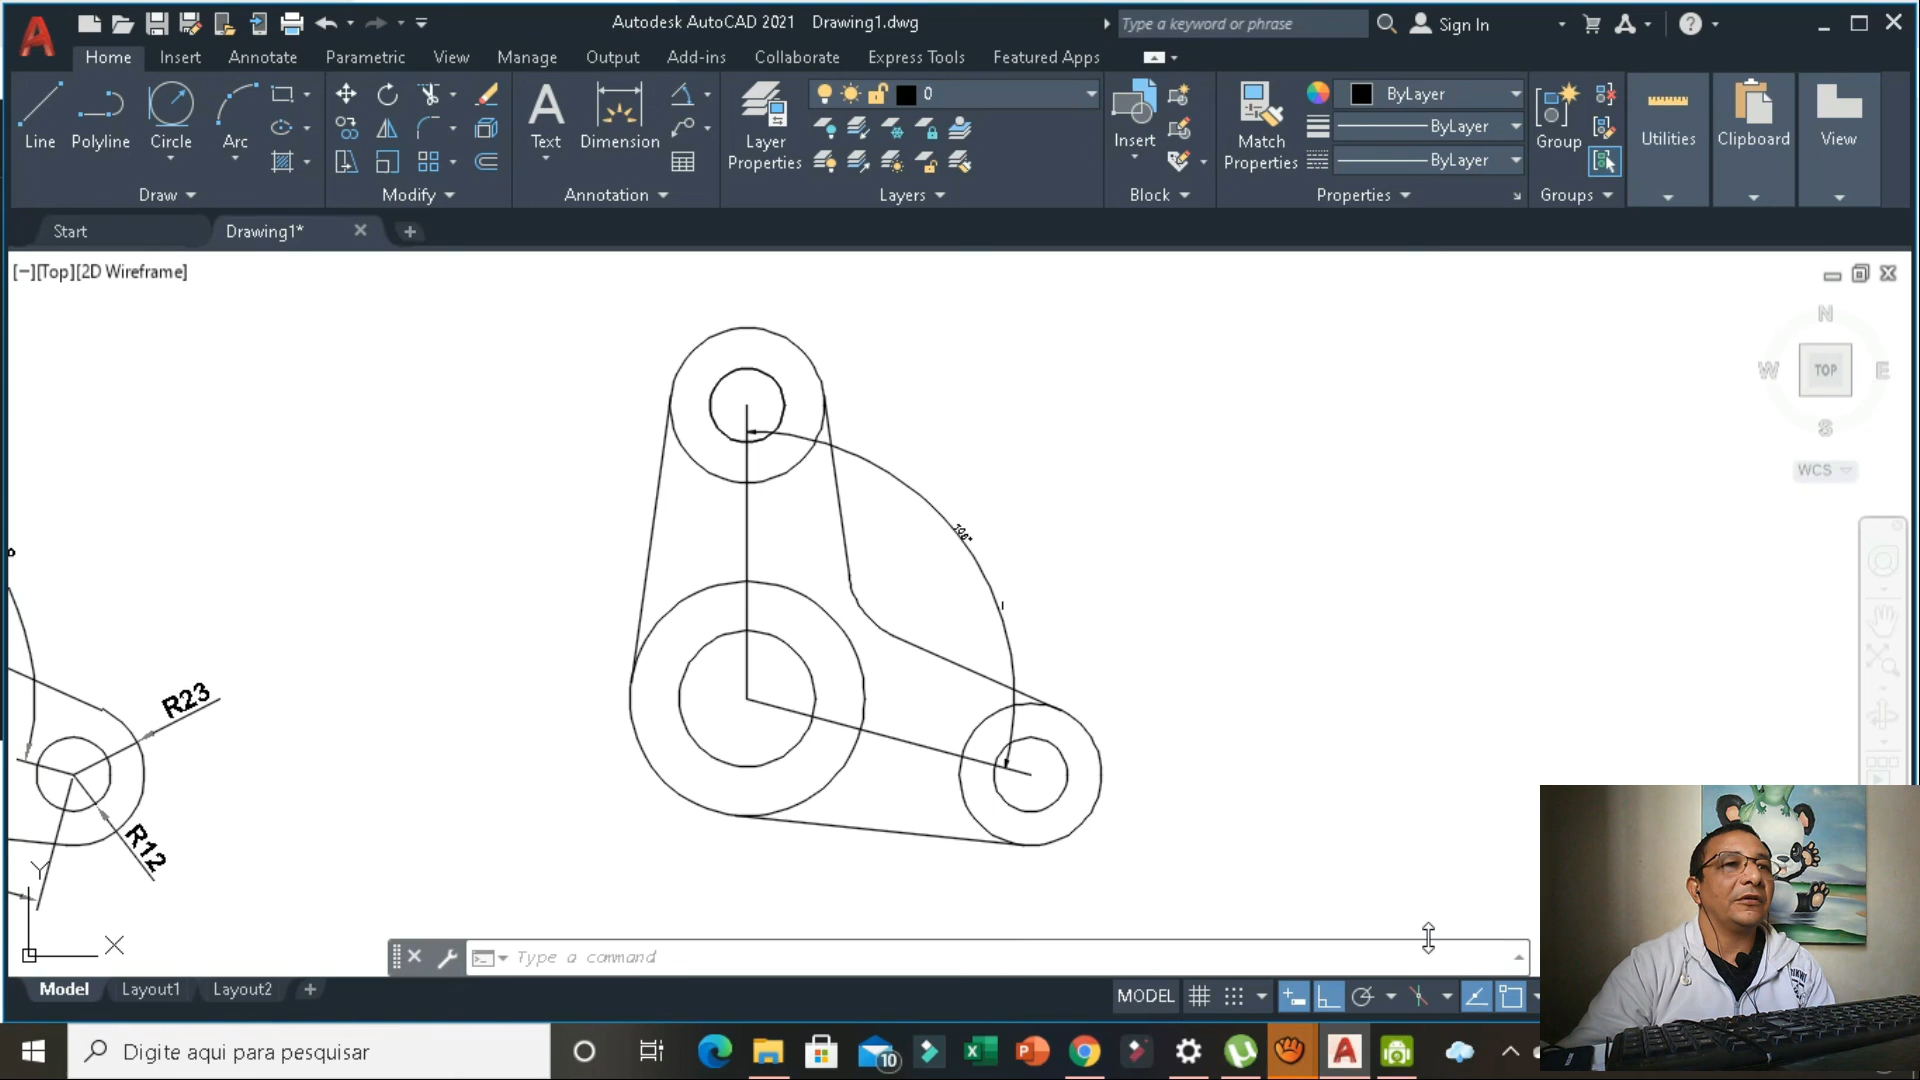 Autodesk AutoCAD 2021 Drawing1.dwg
Type a keyword or phrase
Sign In
Home Insert Annotate Parametric View Manage Output Add-ins Collaborate Express Tools Featured Apps
0
ByLayer
ByLayer
ByLayer
Line Polyline Circle Arc
Text Dimension
Layer Properties
Insert
Match Properties
Group
Utilities
Clipboard
View
Draw Modify Annotation Layers Block Properties Groups
Start Drawing1*
[−][Top][2D Wireframe]
N
W TOP E
S
WCS
R23
R12
Y
X
Type a command
Model Layout1 Layout2
MODEL
Digite aqui para pesquisar
10